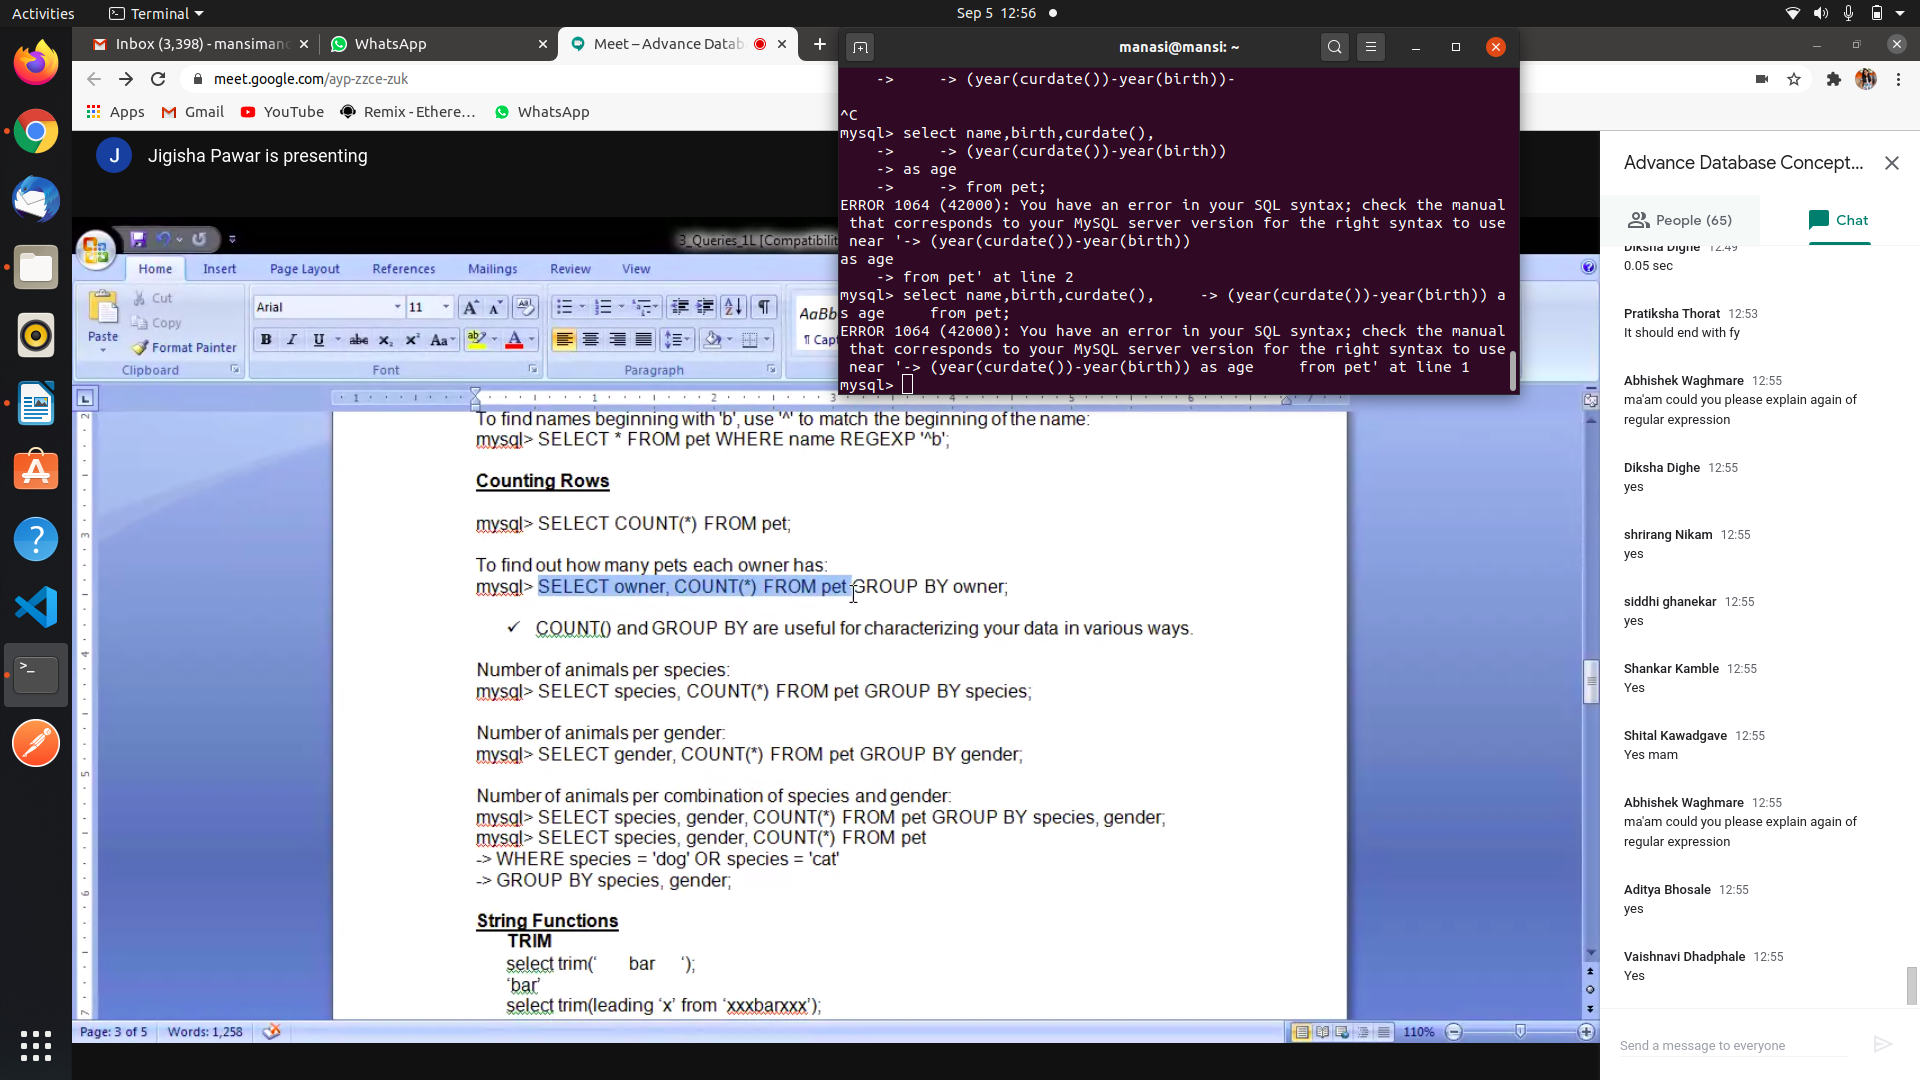 Activities
Terminal
Sep 5 12:56
Inbox (3,398) - mansimanc
WhatsApp
Meet – Advance Datab
meet.google.com/ayp-zzce-zuk
Apps
Gmail
YouTube
Remix - Ethere...
WhatsApp
J
Jigisha Pawar is presenting
manasi@mansi: ~
-> -> (year(curdate())-year(birth))-
^C
mysql> select name,birth,curdate(),
-> -> (year(curdate())-year(birth))
-> as age
-> -> from pet;
ERROR 1064 (42000): You have an error in your SQL syntax; check the manual
that corresponds to your MySQL server version for the right syntax to use
near '-> (year(curdate())-year(birth))
as age
-> from pet' at line 2
mysql> select name,birth,curdate(), -> (year(curdate())-year(birth)) a
s age from pet;
ERROR 1064 (42000): You have an error in your SQL syntax; check the manual
that corresponds to your MySQL server version for the right syntax to use
near '-> (year(curdate())-year(birth)) as age from pet' at line 1
mysql>
3_Queries_1L [Compatibilit
Home
Insert
Page Layout
References
Mailings
Review
View
Paste
Cut
Copy
Format Painter
Clipboard
Arial
11
Font
Paragraph
AaBb
¶ Capt
To find names beginning with 'b', use '^' to match the beginning of the name:
mysql> SELECT * FROM pet WHERE name REGEXP '^b';
Counting Rows
mysql> SELECT COUNT(*) FROM pet;
To find out how many pets each owner has:
mysql> SELECT owner, COUNT(*) FROM pet GROUP BY owner;
✓ COUNT() and GROUP BY are useful for characterizing your data in various ways.
Number of animals per species:
mysql> SELECT species, COUNT(*) FROM pet GROUP BY species;
Number of animals per gender:
mysql> SELECT gender, COUNT(*) FROM pet GROUP BY gender;
Number of animals per combination of species and gender:
mysql> SELECT species, gender, COUNT(*) FROM pet GROUP BY species, gender;
mysql> SELECT species, gender, COUNT(*) FROM pet
-> WHERE species = 'dog' OR species = 'cat'
-> GROUP BY species, gender;
String Functions
TRIM
select trim(‘ bar ‘);
‘bar’
select trim(leading ‘x’ from ‘xxxbarxxx’);
Page: 3 of 5
Words: 1,258
110%
Advance Database Concept...
People (65)
Chat
Diksha Dighe 12:49
0.05 sec
Pratiksha Thorat 12:53
It should end with fy
Abhishek Waghmare 12:55
ma'am could you please explain again of
regular expression
Diksha Dighe 12:55
yes
shrirang Nikam 12:55
yes
siddhi ghanekar 12:55
yes
Shankar Kamble 12:55
Yes
Shital Kawadgave 12:55
Yes mam
Abhishek Waghmare 12:55
ma'am could you please explain again of
regular expression
Aditya Bhosale 12:55
yes
Vaishnavi Dhadphale 12:55
Yes
Send a message to everyone